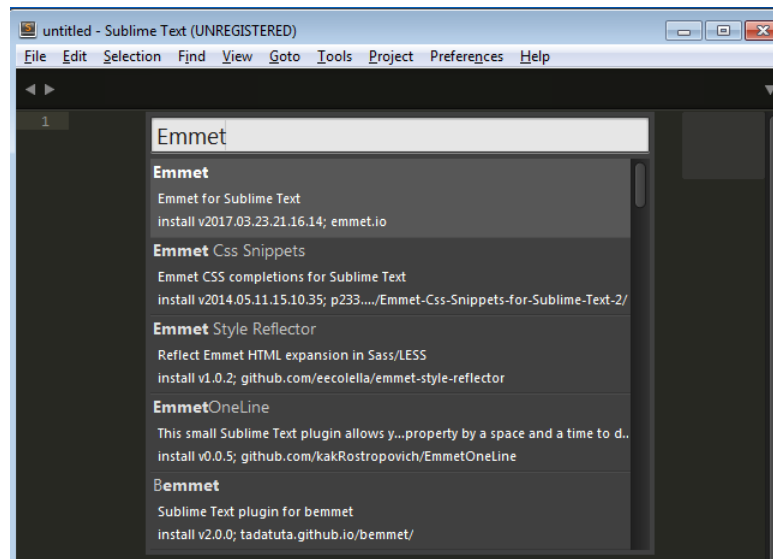 untitled - Sublime Text (UNREGISTERED)
File Edit Selection Find View Goto Tools Project Preferences Help
1
Emmet
Emmet
Emmet for Sublime Text
install v2017.03.23.21.16.14; emmet.io
Emmet Css Snippets
Emmet CSS completions for Sublime Text
install v2014.05.11.15.10.35; p233..../Emmet-Css-Snippets-for-Sublime-Text-2/
Emmet Style Reflector
Reflect Emmet HTML expansion in Sass/LESS
install v1.0.2; github.com/eecolella/emmet-style-reflector
EmmetOneLine
This small Sublime Text plugin allows y...property by a space and a time to d..
install v0.0.5; github.com/kakRostropovich/EmmetOneLine
Bemmet
Sublime Text plugin for bemmet
install v2.0.0; tadatuta.github.io/bemmet/